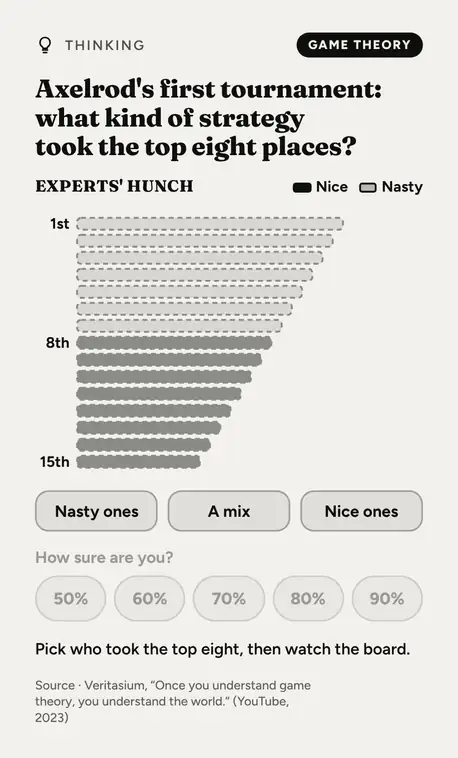 THINKING
GAME THEORY
Axelrod's first tournament:
what kind of strategy
took the top eight places?
EXPERTS' HUNCH
Nice Nasty
1st
8th
15th
Nasty ones
A mix
Nice ones
How sure are you?
50% 60% 70% 80% 90%
Pick who took the top eight, then watch the board.
Source · Veritasium, “Once you understand game
theory, you understand the world.” (YouTube,
2023)